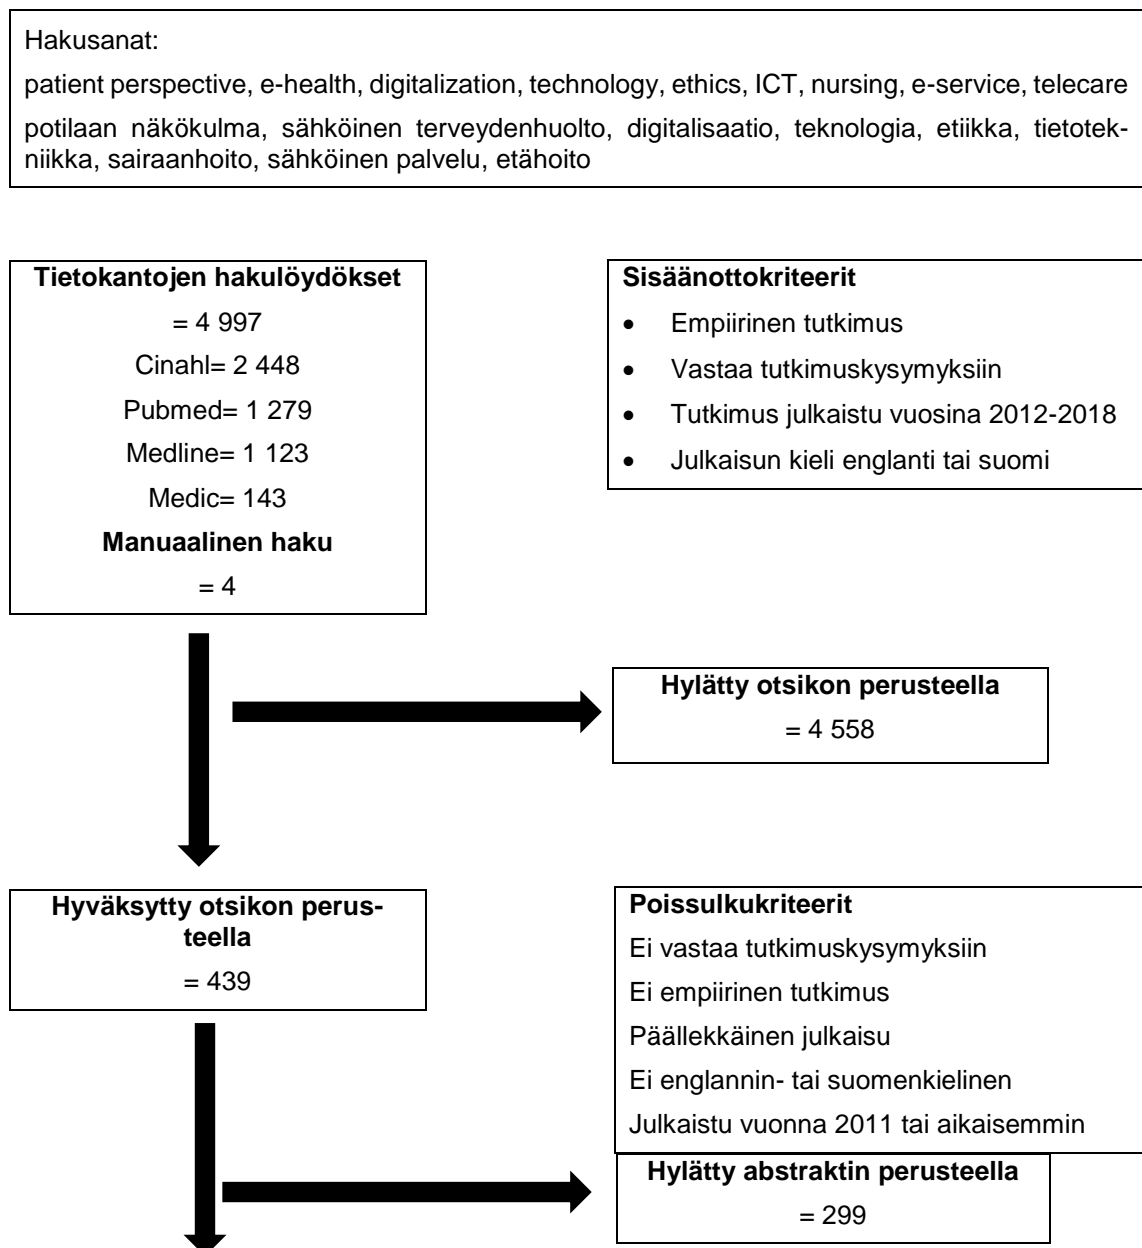 Hakusanat:
patient perspective, e-health, digitalization, technology, ethics, ICT, nursing, e-service, telecare
potilaan näkökulma, sähköinen terveydenhuolto, digitalisaatio, teknologia, etiikka, tietotek-
niikka, sairaanhoito, sähköinen palvelu, etähoito
Tietokantojen hakulöydökset
= 4 997
Cinahl= 2 448
Pubmed= 1 279
Medline= 1 123
Medic= 143
Manuaalinen haku
= 4
Sisäänottokriteerit
• Empiirinen tutkimus
• Vastaa tutkimuskysymyksiin
• Tutkimus julkaistu vuosina 2012-2018
• Julkaisun kieli englanti tai suomi
Hylätty otsikon perusteella
= 4 558
Hyväksytty otsikon perus-
teella
= 439
Poissulkukriteerit
Ei vastaa tutkimuskysymyksiin
Ei empiirinen tutkimus
Päällekkäinen julkaisu
Ei englannin- tai suomenkielinen
Julkaistu vuonna 2011 tai aikaisemmin
Hylätty abstraktin perusteella
= 299